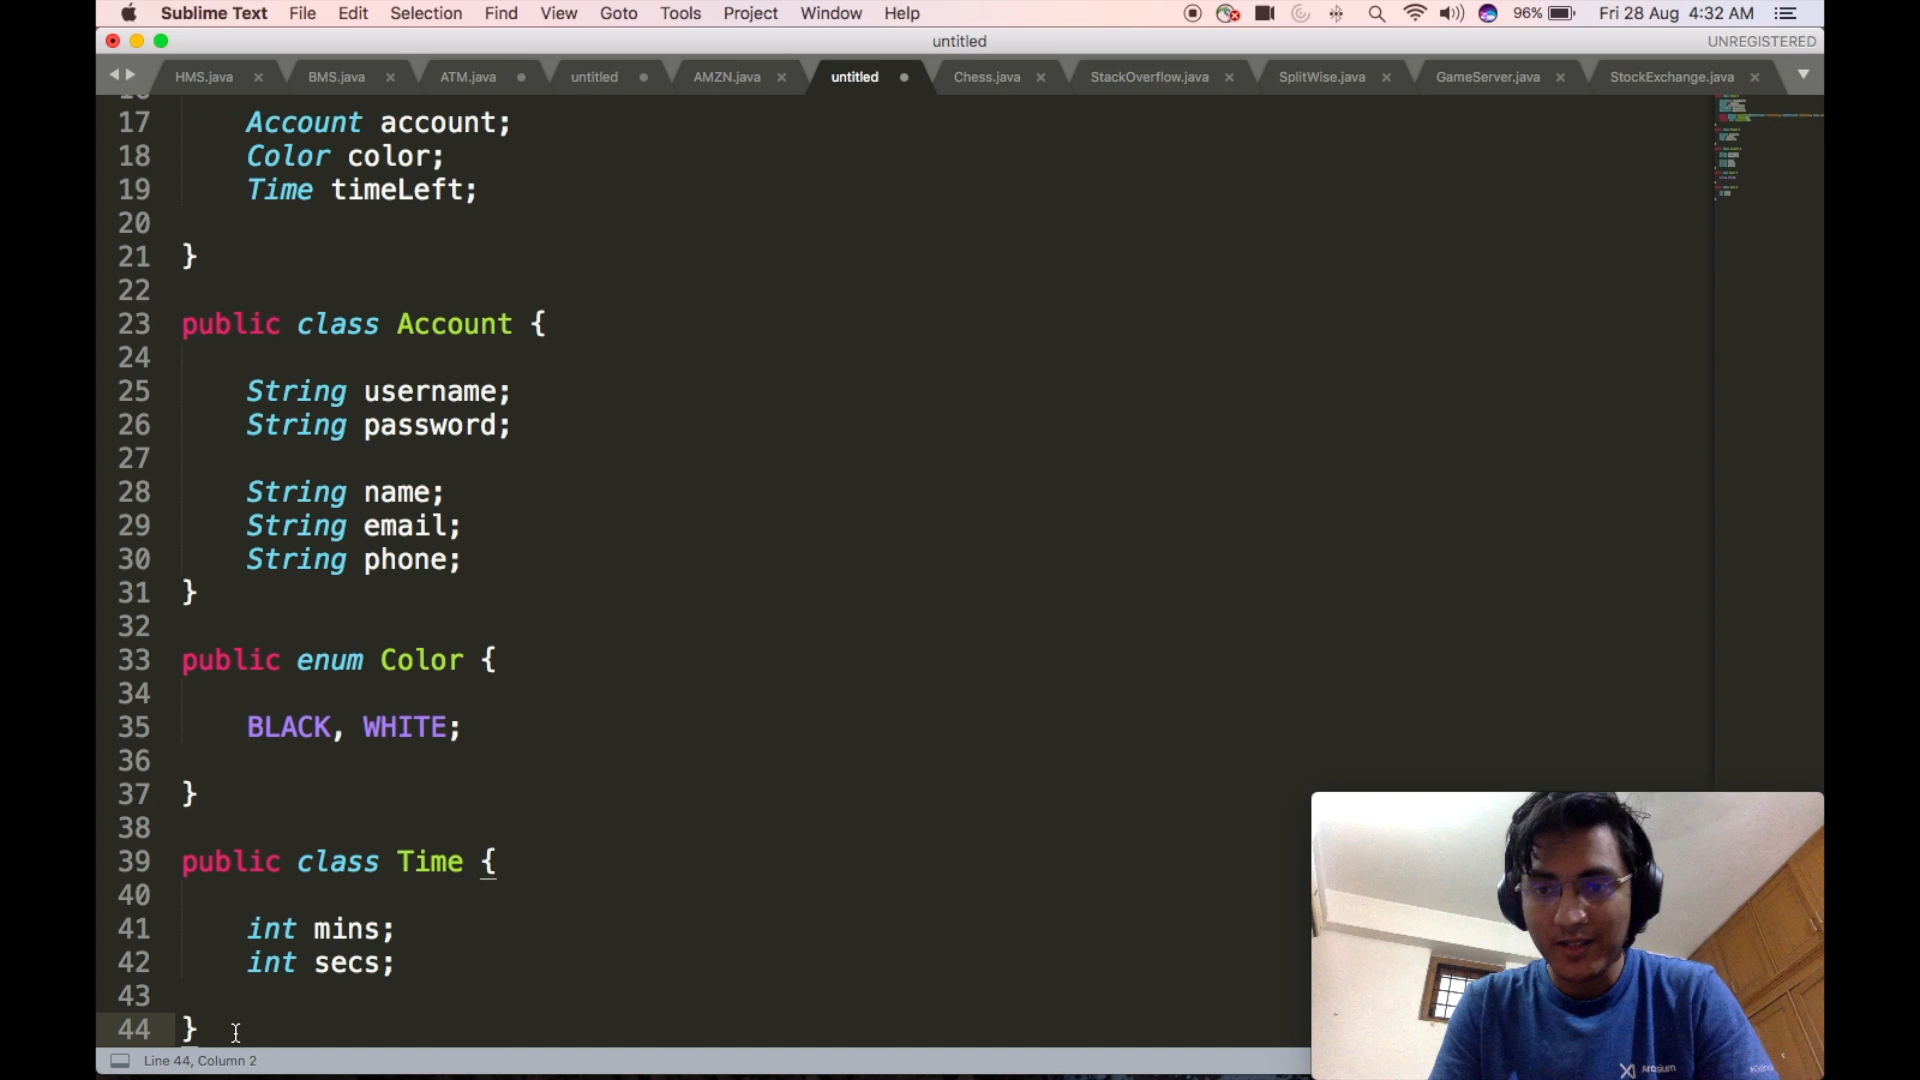 Sublime Text File Edit Selection Find View Goto Tools Project Window Help 96% Fri 28 Aug 4:32 AM
untitled UNREGISTERED
HMS.java BMS.java ATM.java untitled AMZN.java untitled Chess.java StackOverflow.java SplitWise.java GameServer.java StockExchange.java
17 Account account;
18 Color color;
19 Time timeLeft;
20
21 }
22
23 public class Account {
24
25 String username;
26 String password;
27
28 String name;
29 String email;
30 String phone;
31 }
32
33 public enum Color {
34
35 BLACK, WHITE;
36
37 }
38
39 public class Time {
40
41 int mins;
42 int secs;
43
44 }
Line 44, Column 2